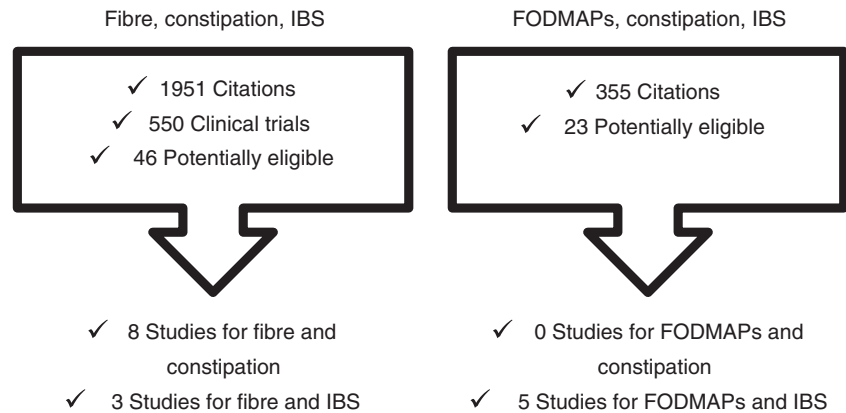 Fibre, constipation, IBS
✓ 1951 Citations
✓ 550 Clinical trials
✓ 46 Potentially eligible
✓ 8 Studies for fibre and
constipation
✓ 3 Studies for fibre and IBS
FODMAPs, constipation, IBS
✓ 355 Citations
✓ 23 Potentially eligible
✓ 0 Studies for FODMAPs and
constipation
✓ 5 Studies for FODMAPs and IBS